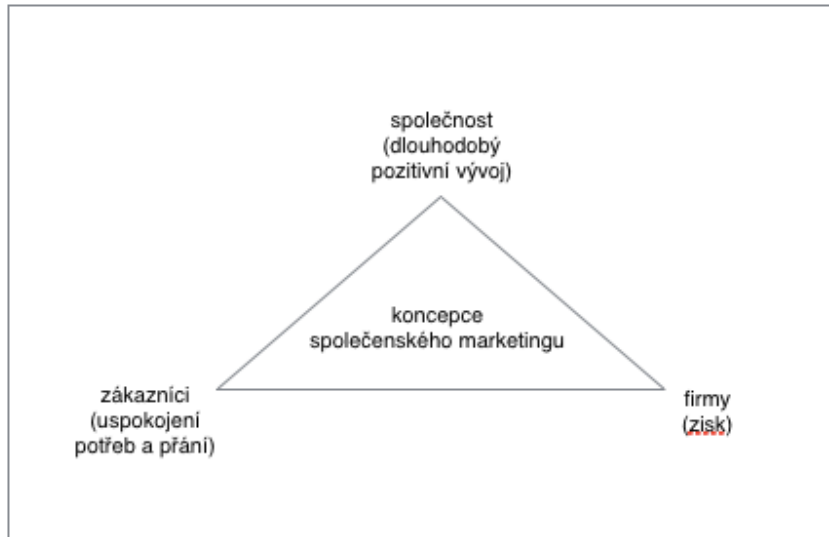 společnost
(dlouhodobý
pozitivní vývoj)
koncepce
společenského marketingu
zákazníci
(uspokojení
potřeb a přání)
firmy
(zisk)